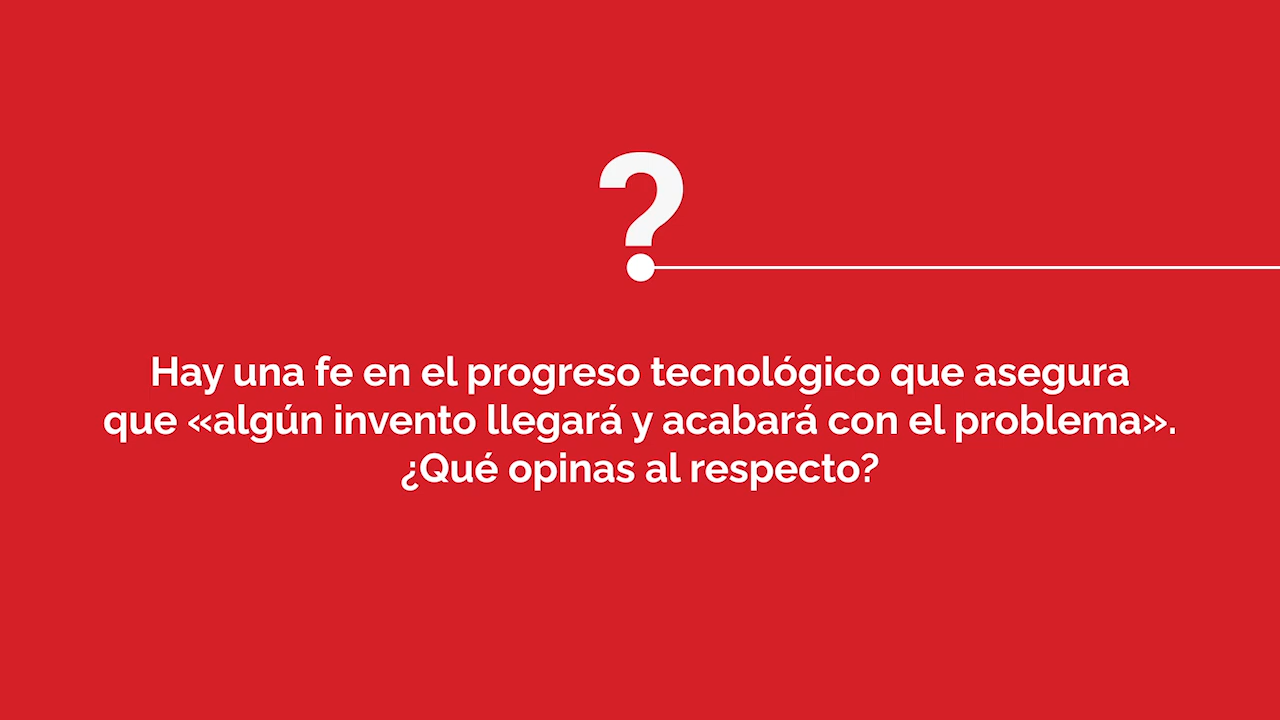 ?
Hay una fe en el progreso tecnológico que asegura
que «algún invento llegará y acabará con el problema».
¿Qué opinas al respecto?